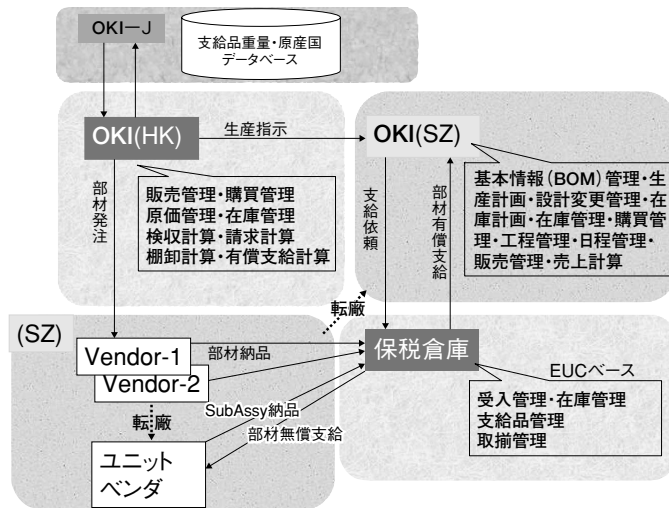 OKI－J
支給品重量・原産国
データベース
OKI(HK)
生産指示
OKI(SZ)
販売管理・購買管理
原価管理・在庫管理
検収計算・請求計算
棚卸計算・有償支給計算
基本情報（BOM）管理・生
産計画・設計変更管理・在
庫計画・在庫管理・購買管
理・工程管理・日程管理・
販売管理・売上計算
部材発注
支給依頼
部材有償支給
転廠
(SZ)
Vendor-1
Vendor-2
部材納品
保税倉庫
EUCベース
受入管理・在庫管理
支給品管理
取揃管理
転廠
SubAssy納品
部材無償支給
ユニット
ベンダ